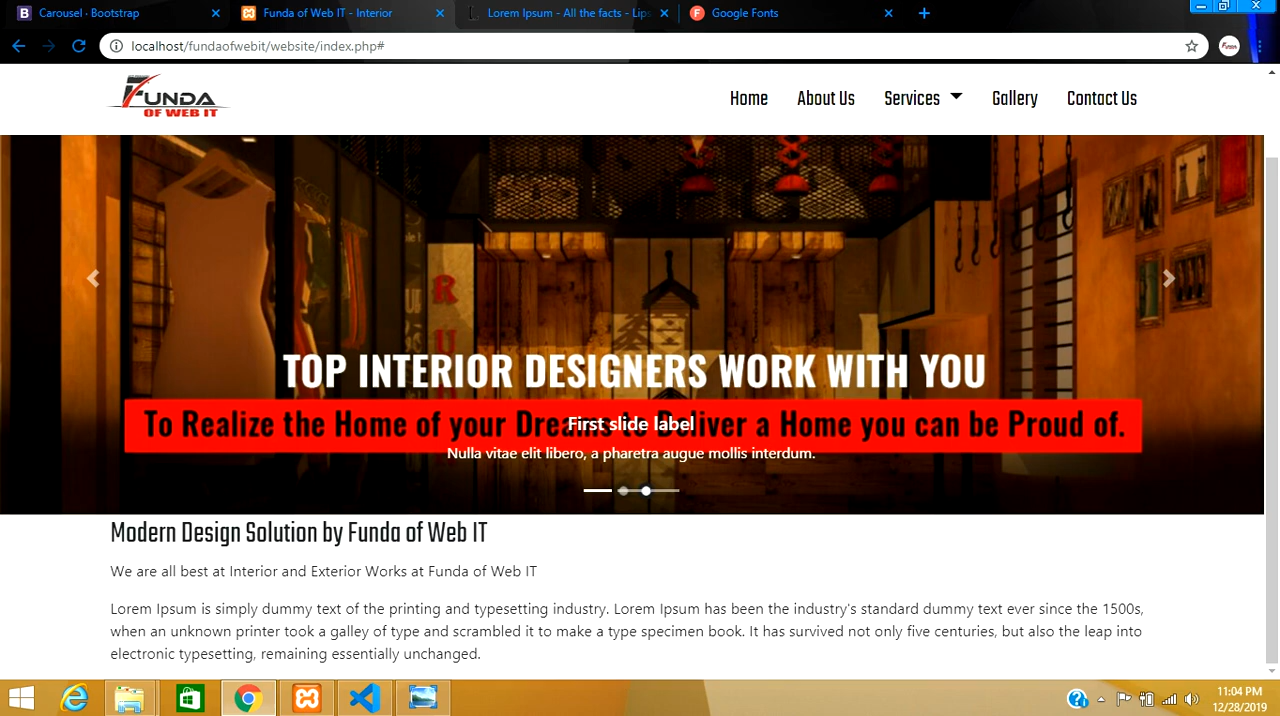 Carousel · Bootstrap
Funda of Web IT - Interior
Lorem Ipsum - All the facts - Lips
Google Fonts
localhost/fundaofwebit/website/index.php#
FUNDA
OF WEB IT
Home About Us Services Gallery Contact Us
R
U
TOP INTERIOR DESIGNERS WORK WITH YOU
To Realize the Home of your Dreams to Deliver a Home you can be Proud of.
First slide label
Nulla vitae elit libero, a pharetra augue mollis interdum.
Modern Design Solution by Funda of Web IT
We are all best at Interior and Exterior Works at Funda of Web IT
Lorem Ipsum is simply dummy text of the printing and typesetting industry. Lorem Ipsum has been the industry's standard dummy text ever since the 1500s,
when an unknown printer took a galley of type and scrambled it to make a type specimen book. It has survived not only five centuries, but also the leap into
electronic typesetting, remaining essentially unchanged.
11:04 PM
12/28/2019